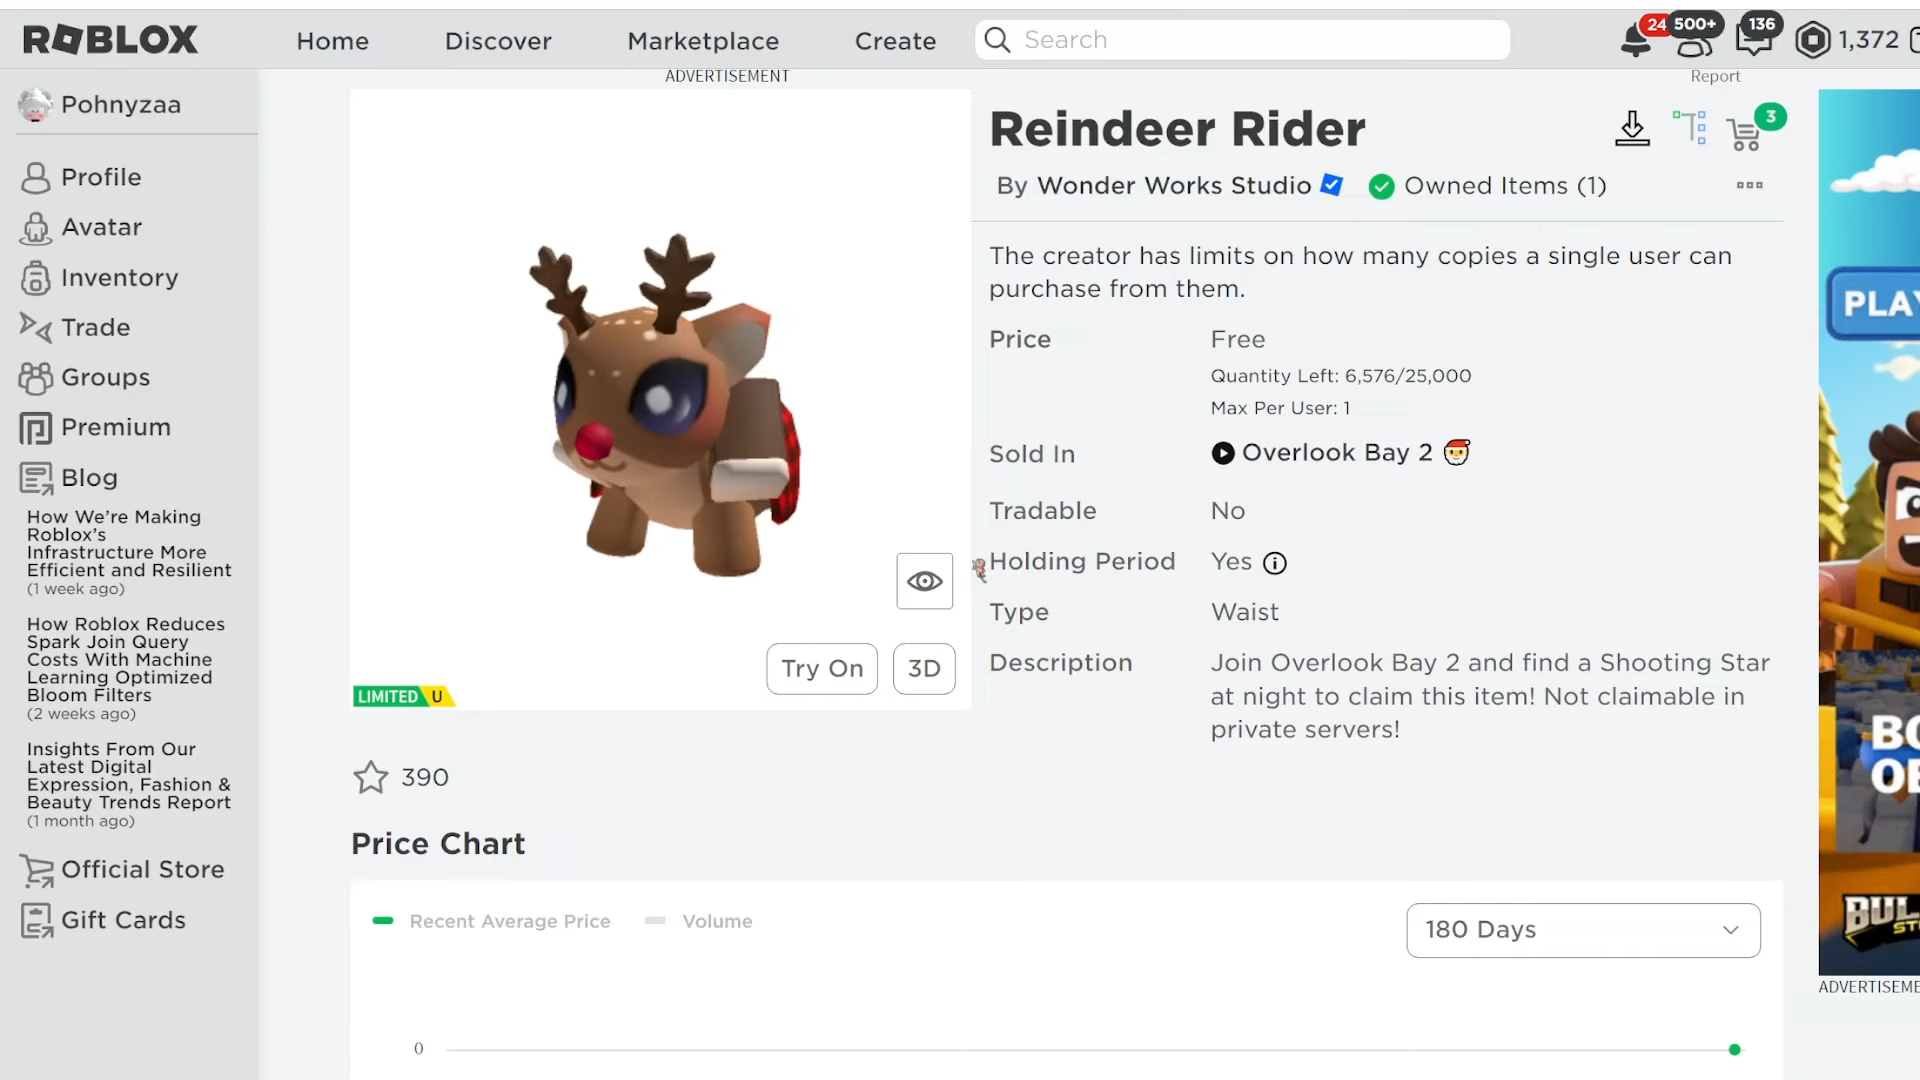 ROBLOX
Home
Discover
Marketplace
Create
Search
24
500+
136
1,372
ADVERTISEMENT
Report
Pohnyzaa
Profile
Avatar
Inventory
Trade
Groups
Premium
Blog
How We're Making
Roblox's
Infrastructure More
Efficient and Resilient
(1 week ago)
How Roblox Reduces
Spark Join Query
Costs With Machine
Learning Optimized
Bloom Filters
(2 weeks ago)
Insights From Our
Latest Digital
Expression, Fashion &
Beauty Trends Report
(1 month ago)
Official Store
Gift Cards
Try On
3D
LIMITED U
390
Reindeer Rider
3
By Wonder Works Studio
Owned Items (1)
The creator has limits on how many copies a single user can
purchase from them.
Price
Free
Quantity Left: 6,576/25,000
Max Per User: 1
Sold In
Overlook Bay 2
Tradable
No
Holding Period
Yes
Type
Waist
Description
Join Overlook Bay 2 and find a Shooting Star
at night to claim this item! Not claimable in
private servers!
Price Chart
Recent Average Price
Volume
180 Days
0
PLAY
BO
OB
BUL
ST
ADVERTISEME